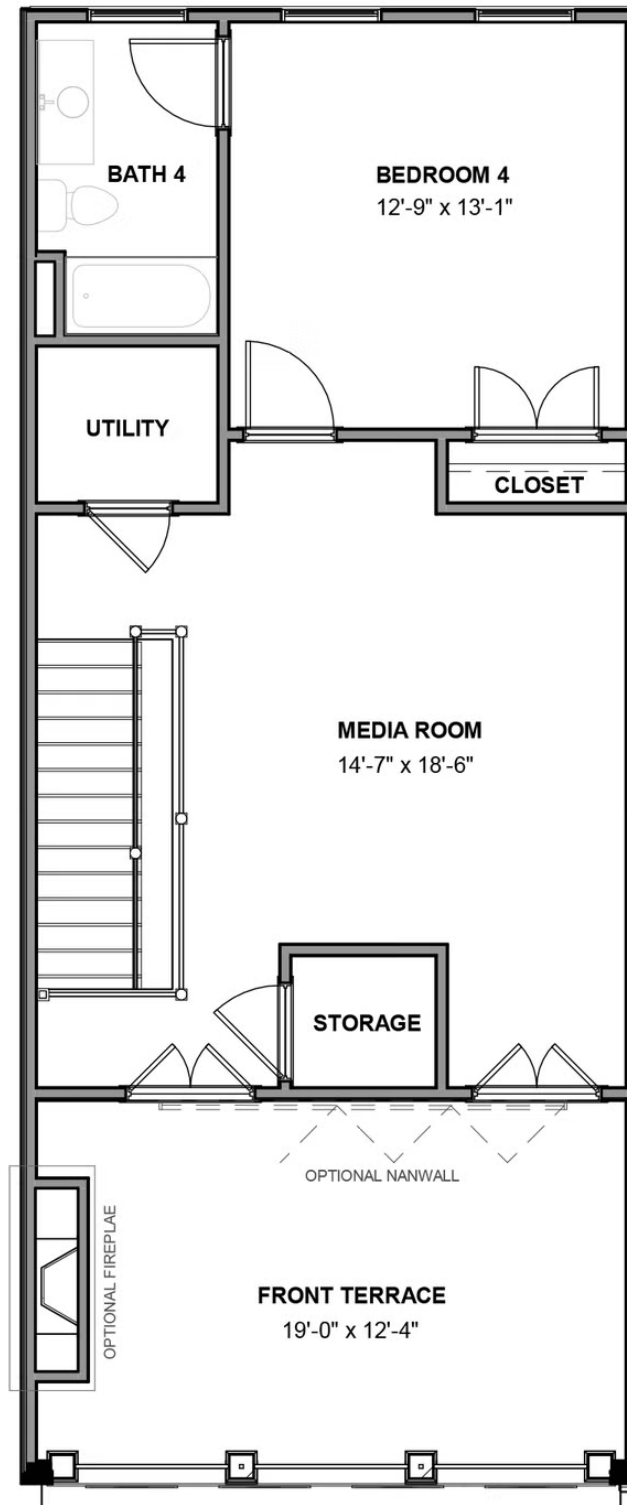 BATH 4
BEDROOM 4
12'-9" x 13'-1"
UTILITY
CLOSET
MEDIA ROOM
14'-7" x 18'-6"
STORAGE
OPTIONAL NANWALL
OPTIONAL FIREPLAE
FRONT TERRACE
19'-0" x 12'-4"